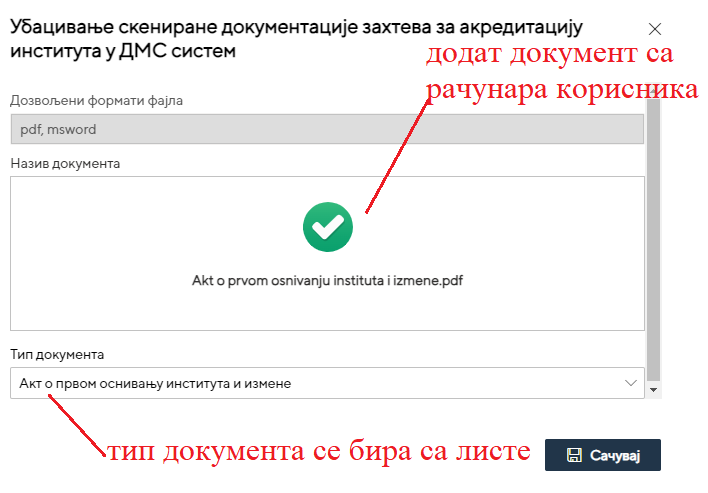 Убацивање скениране документације захтева за акредитацију
института у ДМС систем
додат документ са
рачунара корисника
Дозвољени формати фајла
pdf, msword
Назив документа
Akt o prvom osnivanju instituta i izmene.pdf
Тип документа
Акт о првом оснивању института и измене
тип документа се бира са листе
Сачувај